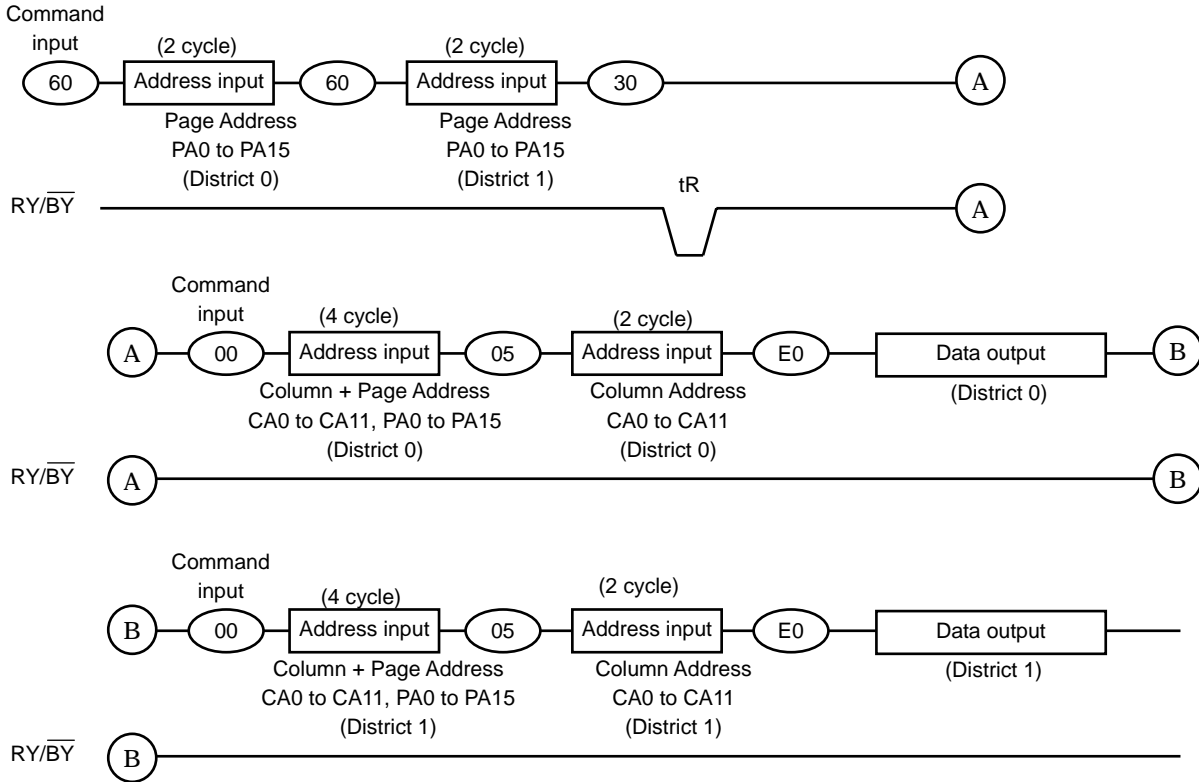 Command
input
(2 cycle)
(2 cycle)
60
Address input
60
Address input
30
A
Page Address
PA0 to PA15
(District 0)
Page Address
PA0 to PA15
(District 1)
tR
RY/BY
A
Command
input
(4 cycle)
(2 cycle)
A
00
Address input
05
Address input
E0
Data output
B
Column + Page Address
CA0 to CA11, PA0 to PA15
(District 0)
Column Address
CA0 to CA11
(District 0)
(District 0)
RY/BY
A
B
Command
input
(4 cycle)
(2 cycle)
B
00
Address input
05
Address input
E0
Data output
Column + Page Address
CA0 to CA11, PA0 to PA15
(District 1)
Column Address
CA0 to CA11
(District 1)
(District 1)
RY/BY
B